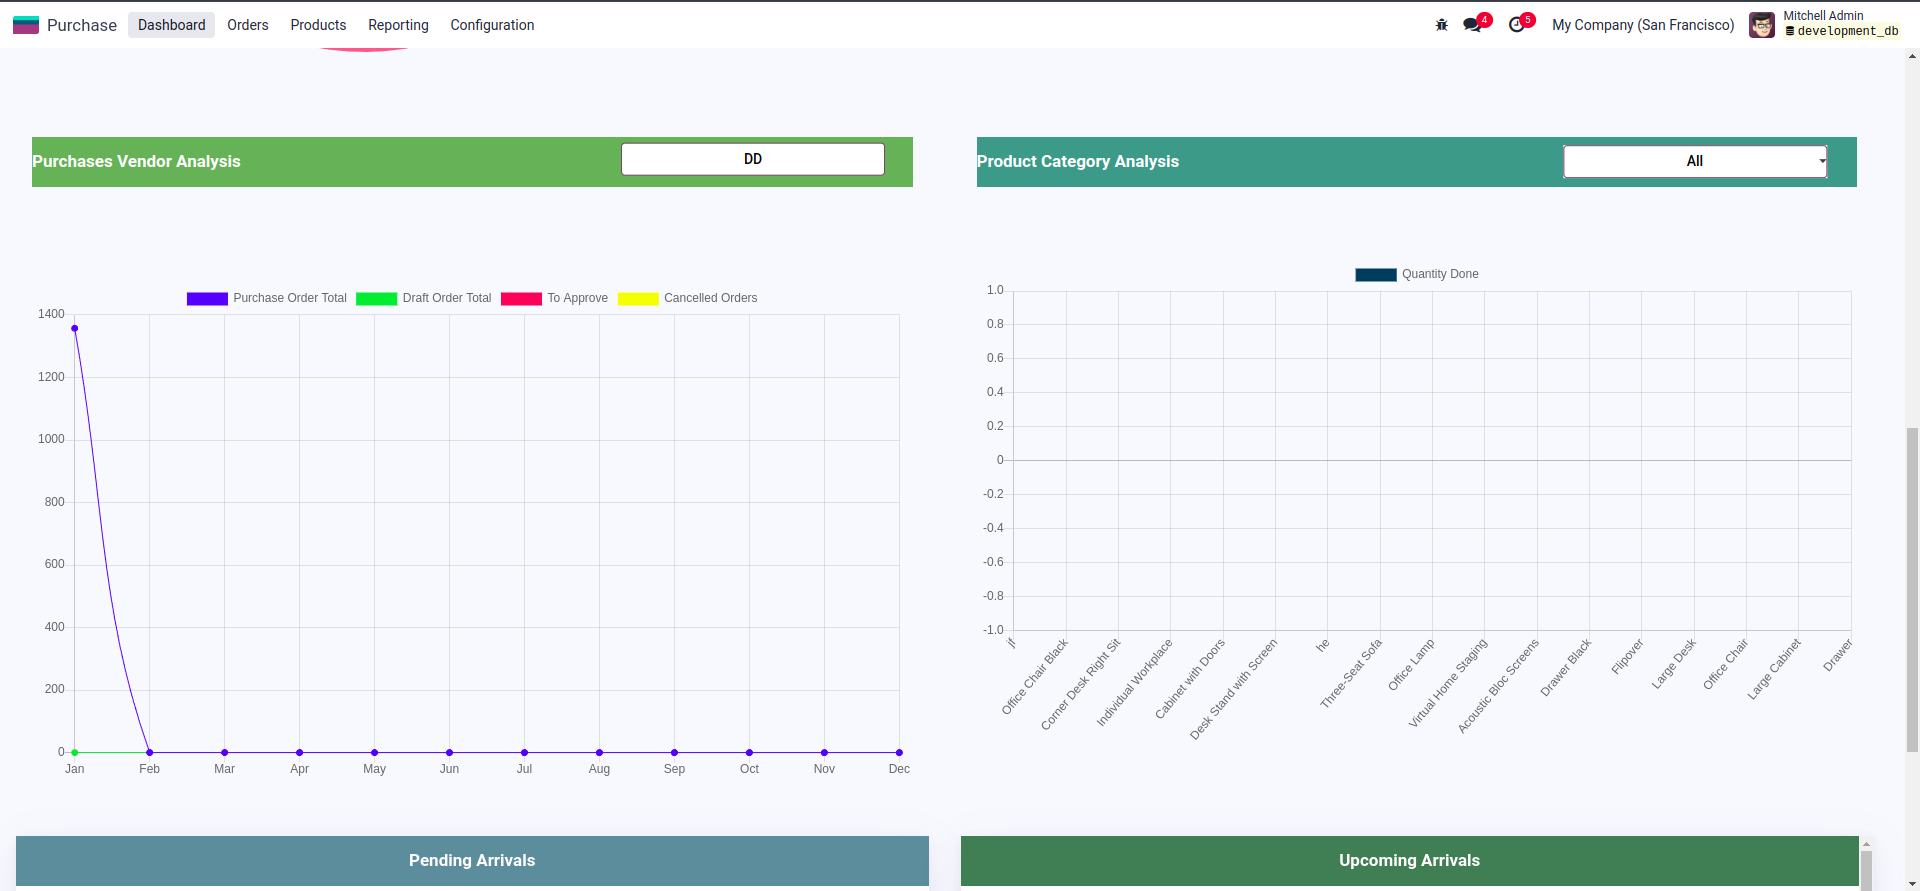 Purchase Dashboard Orders Products Reporting Configuration 4 5 My Company (San Francisco) Mitchell Admin
development_db
Purchases Vendor Analysis DD
Product Category Analysis All
Purchase Order Total Draft Order Total To Approve Cancelled Orders
1400
1200
1000
800
600
400
200
0
Jan Feb Mar Apr May Jun Jul Aug Sep Oct Nov Dec
Quantity Done
1.0
0.8
0.6
0.4
0.2
0
-0.2
-0.4
-0.6
-0.8
-1.0
jf
Office Chair Black
Corner Desk Right Sit
Individual Workplace
Cabinet with Doors
Desk Stand with Screen
he
Three-Seat Sofa
Office Lamp
Virtual Home Staging
Acoustic Bloc Screens
Drawer Black
Flipover
Large Desk
Office Chair
Large Cabinet
Drawer
Pending Arrivals
Upcoming Arrivals